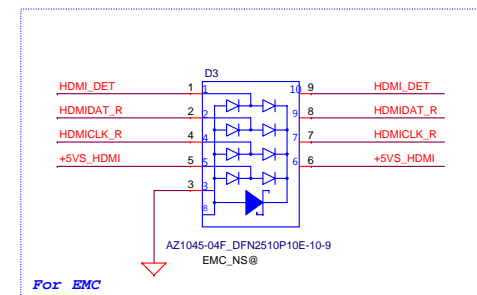 D3
HDMI_DET 1 1 10 9 HDMI_DET
HDMIDAT_R 2 2 9 8 HDMIDAT_R
HDMICLK_R 4 4 7 7 HDMICLK_R
+5VS_HDMI 5 5 6 6 +5VS_HDMI
3 3
8
AZ1045-04F_DFN2510P10E-10-9
EMC_NS@
For EMC